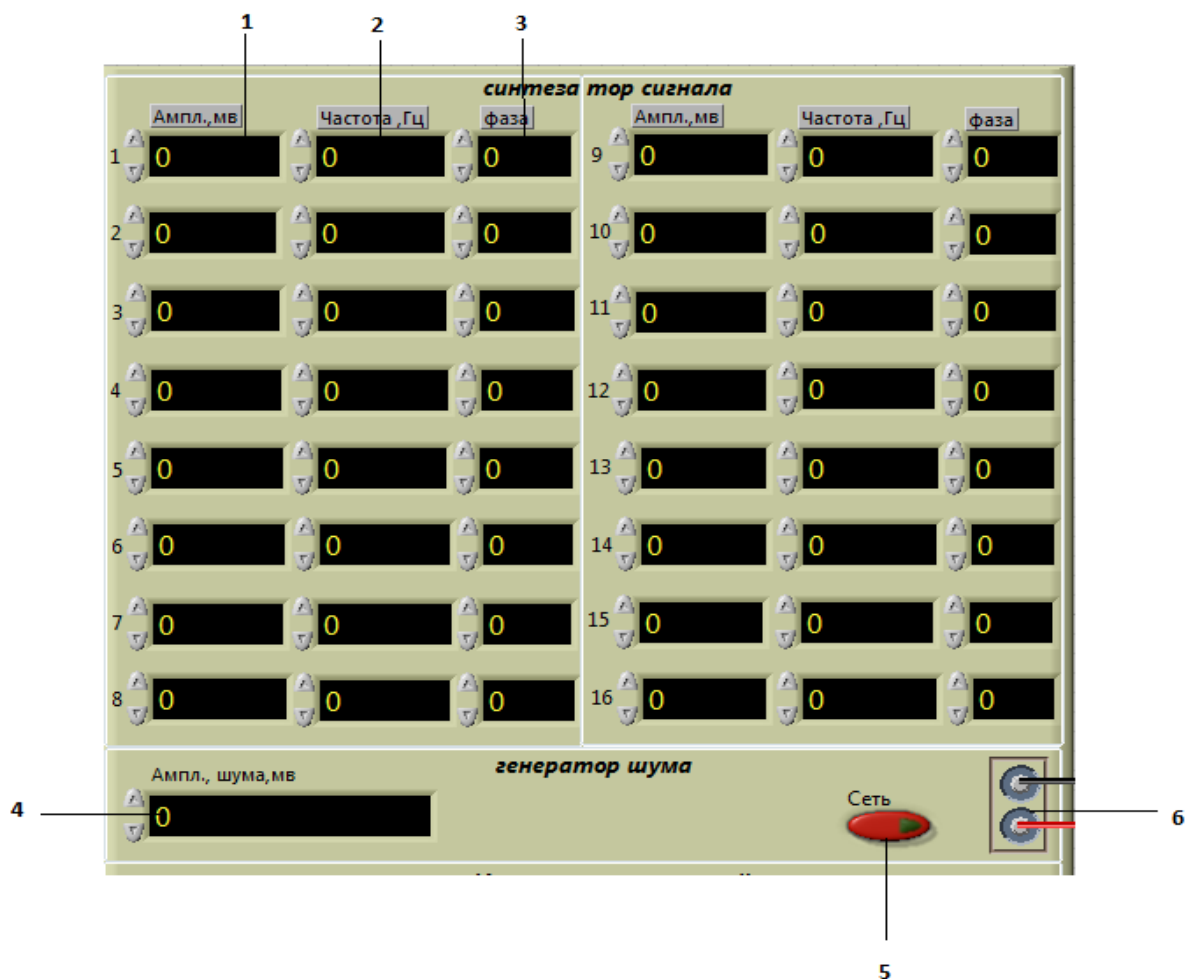 1 2 3
синтеза тор сигнала
Ампл.,мв Частота ,Гц фаза Ампл.,мв Частота ,Гц фаза
1 0 0 0 9 0 0 0
2 0 0 0 10 0 0 0
3 0 0 0 11 0 0 0
4 0 0 0 12 0 0 0
5 0 0 0 13 0 0 0
6 0 0 0 14 0 0 0
7 0 0 0 15 0 0 0
8 0 0 0 16 0 0 0
генератор шума
Ампл., шума,мв
Сеть
4 0 6
5